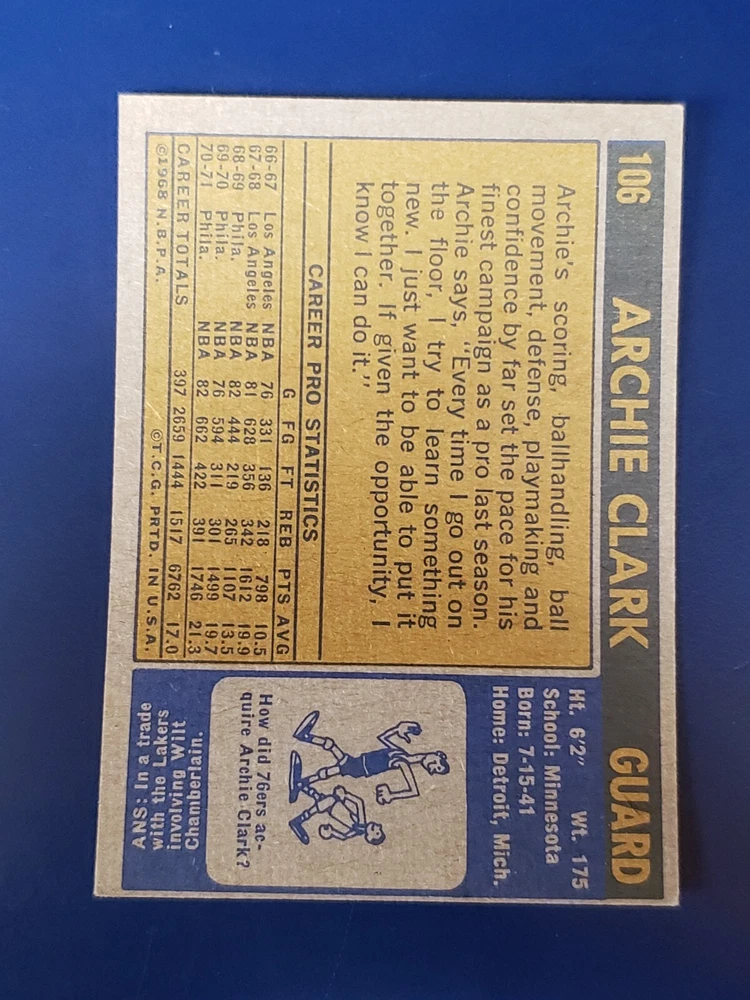 106 ARCHIE CLARK GUARD
Archie's scoring, ballhandling, ball
movement, defense, playmaking and
confidence by far set the pace for his
finest campaign as a pro last season.
Archie says, "Every time I go out on
the floor, I try to learn something
new. I just want to be able to put it
together. If given the opportunity, I
know I can do it."
CAREER PRO STATISTICS
G FG FT REB PTS AVG
66-67 Los Angeles NBA 76 331 136 218 798 10.5
67-68 Los Angeles NBA 81 628 356 342 1612 19.9
68-69 Phila. NBA 82 444 219 265 1107 13.5
69-70 Phila. NBA 76 594 311 301 1499 19.7
70-71 Phila. NBA 82 662 422 391 1746 21.3
CAREER TOTALS 397 2659 1444 1517 6762 17.0
©1968 N.B.P.A. ©T.C.G. PRTD. IN U.S.A.
Ht. 6'2" Wt. 175
School: Minnesota
Born: 7-15-41
Home: Detroit, Mich.
How did 76ers ac-
quire Archie Clark?
ANS: In a trade
with the Lakers
involving Wilt
Chamberlain.